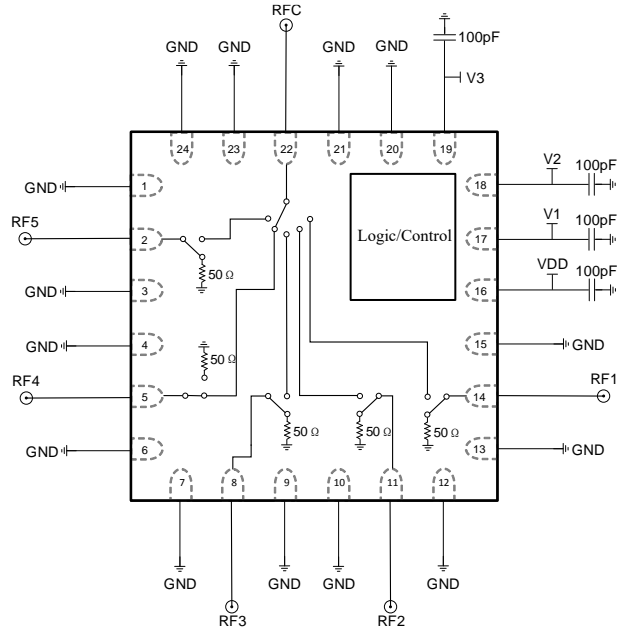 RFC
GND GND GND GND
100pF
V3
24 23 22 21 20 19
GND 1
RF5 2
GND 3
GND 4
RF4 5
GND 6
18 V2 100pF
17 V1 100pF
16 VDD 100pF
15 GND
14 RF1
13 GND
Logic/Control
50 Ω
50 Ω
50 Ω
50 Ω
50 Ω
7 8 9 10 11 12
GND GND GND GND
RF3 RF2